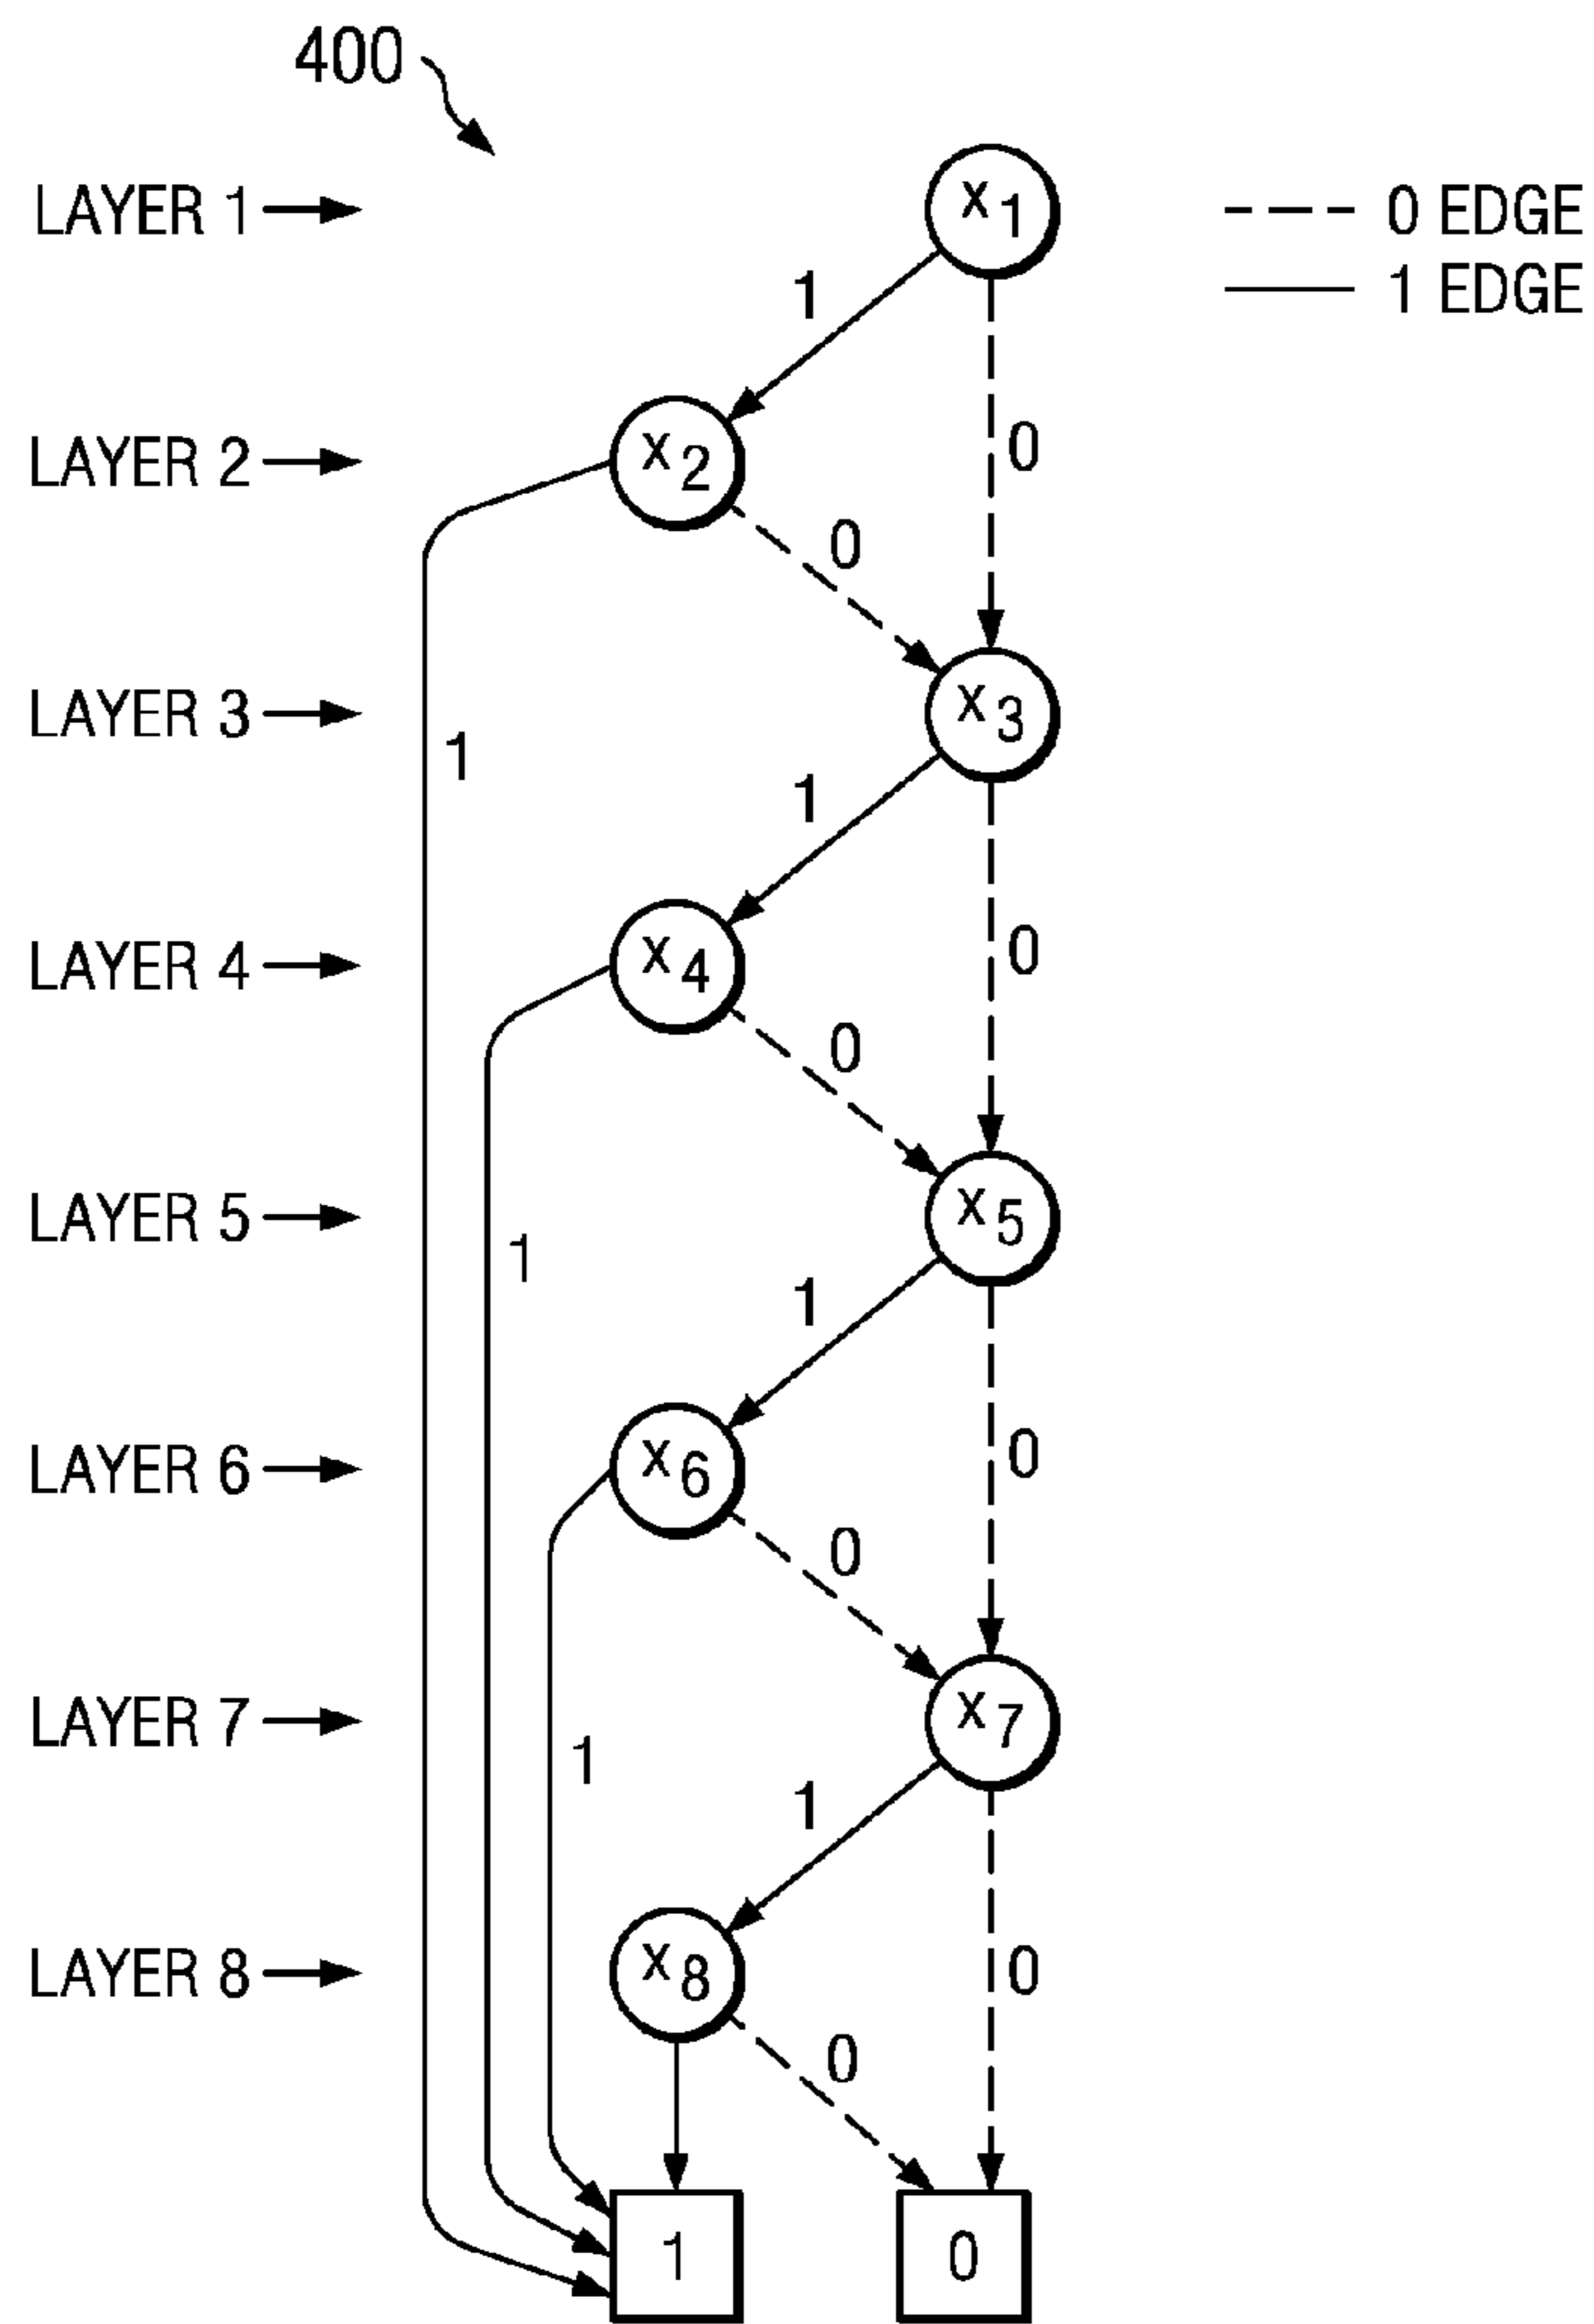 400
LAYER 1
x1
0 EDGE
1 EDGE
1
LAYER 2
x2
0
0
LAYER 3
x3
1
1
LAYER 4
x4
0
0
LAYER 5
x5
1
1
LAYER 6
x6
0
0
LAYER 7
x7
1
1
LAYER 8
x8
0
0
1
0